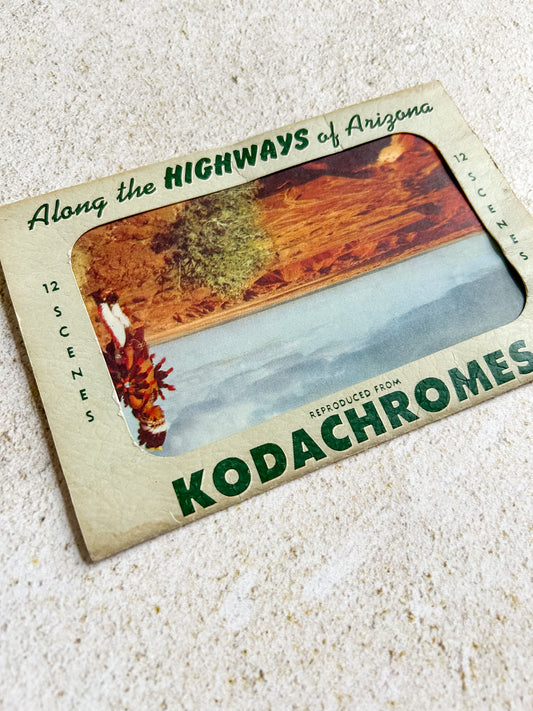 Along the HIGHWAYS of Arizona
12 SCENES
12 SCENES
REPRODUCED FROM
KODACHROMES